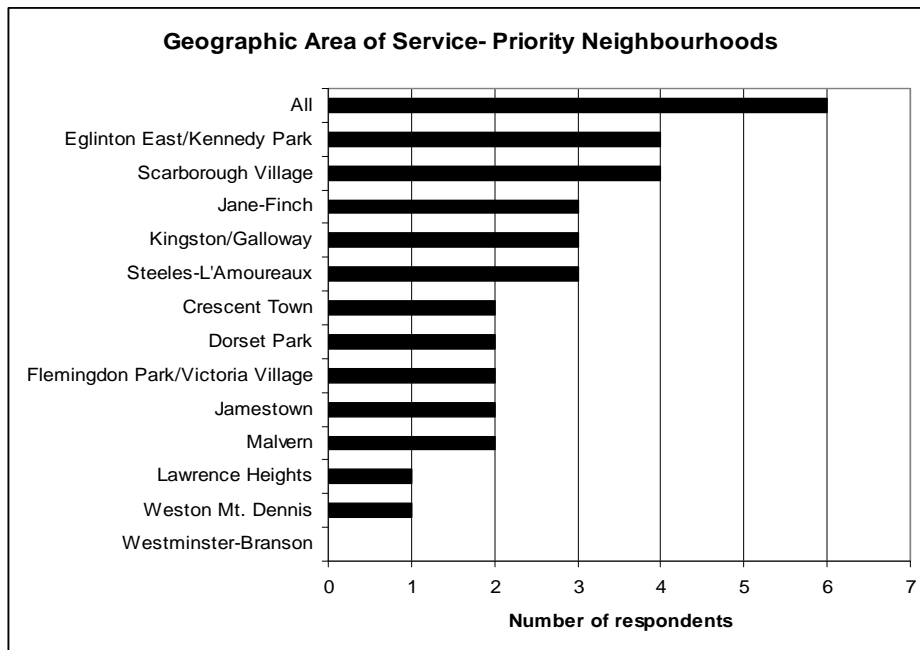 Geographic Area of Service- Priority Neighbourhoods
All
Eglinton East/Kennedy Park
Scarborough Village
Jane-Finch
Kingston/Galloway
Steeles-L'Amoureaux
Crescent Town
Dorset Park
Flemingdon Park/Victoria Village
Jamestown
Malvern
Lawrence Heights
Weston Mt. Dennis
Westminster-Branson
0 1 2 3 4 5 6 7
Number of respondents